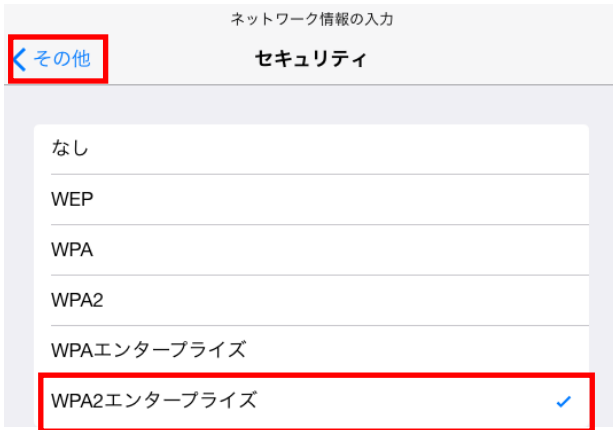 ネットワーク情報の入力
その他 セキュリティ
なし
WEP
WPA
WPA2
WPAエンタープライズ
WPA2エンタープライズ